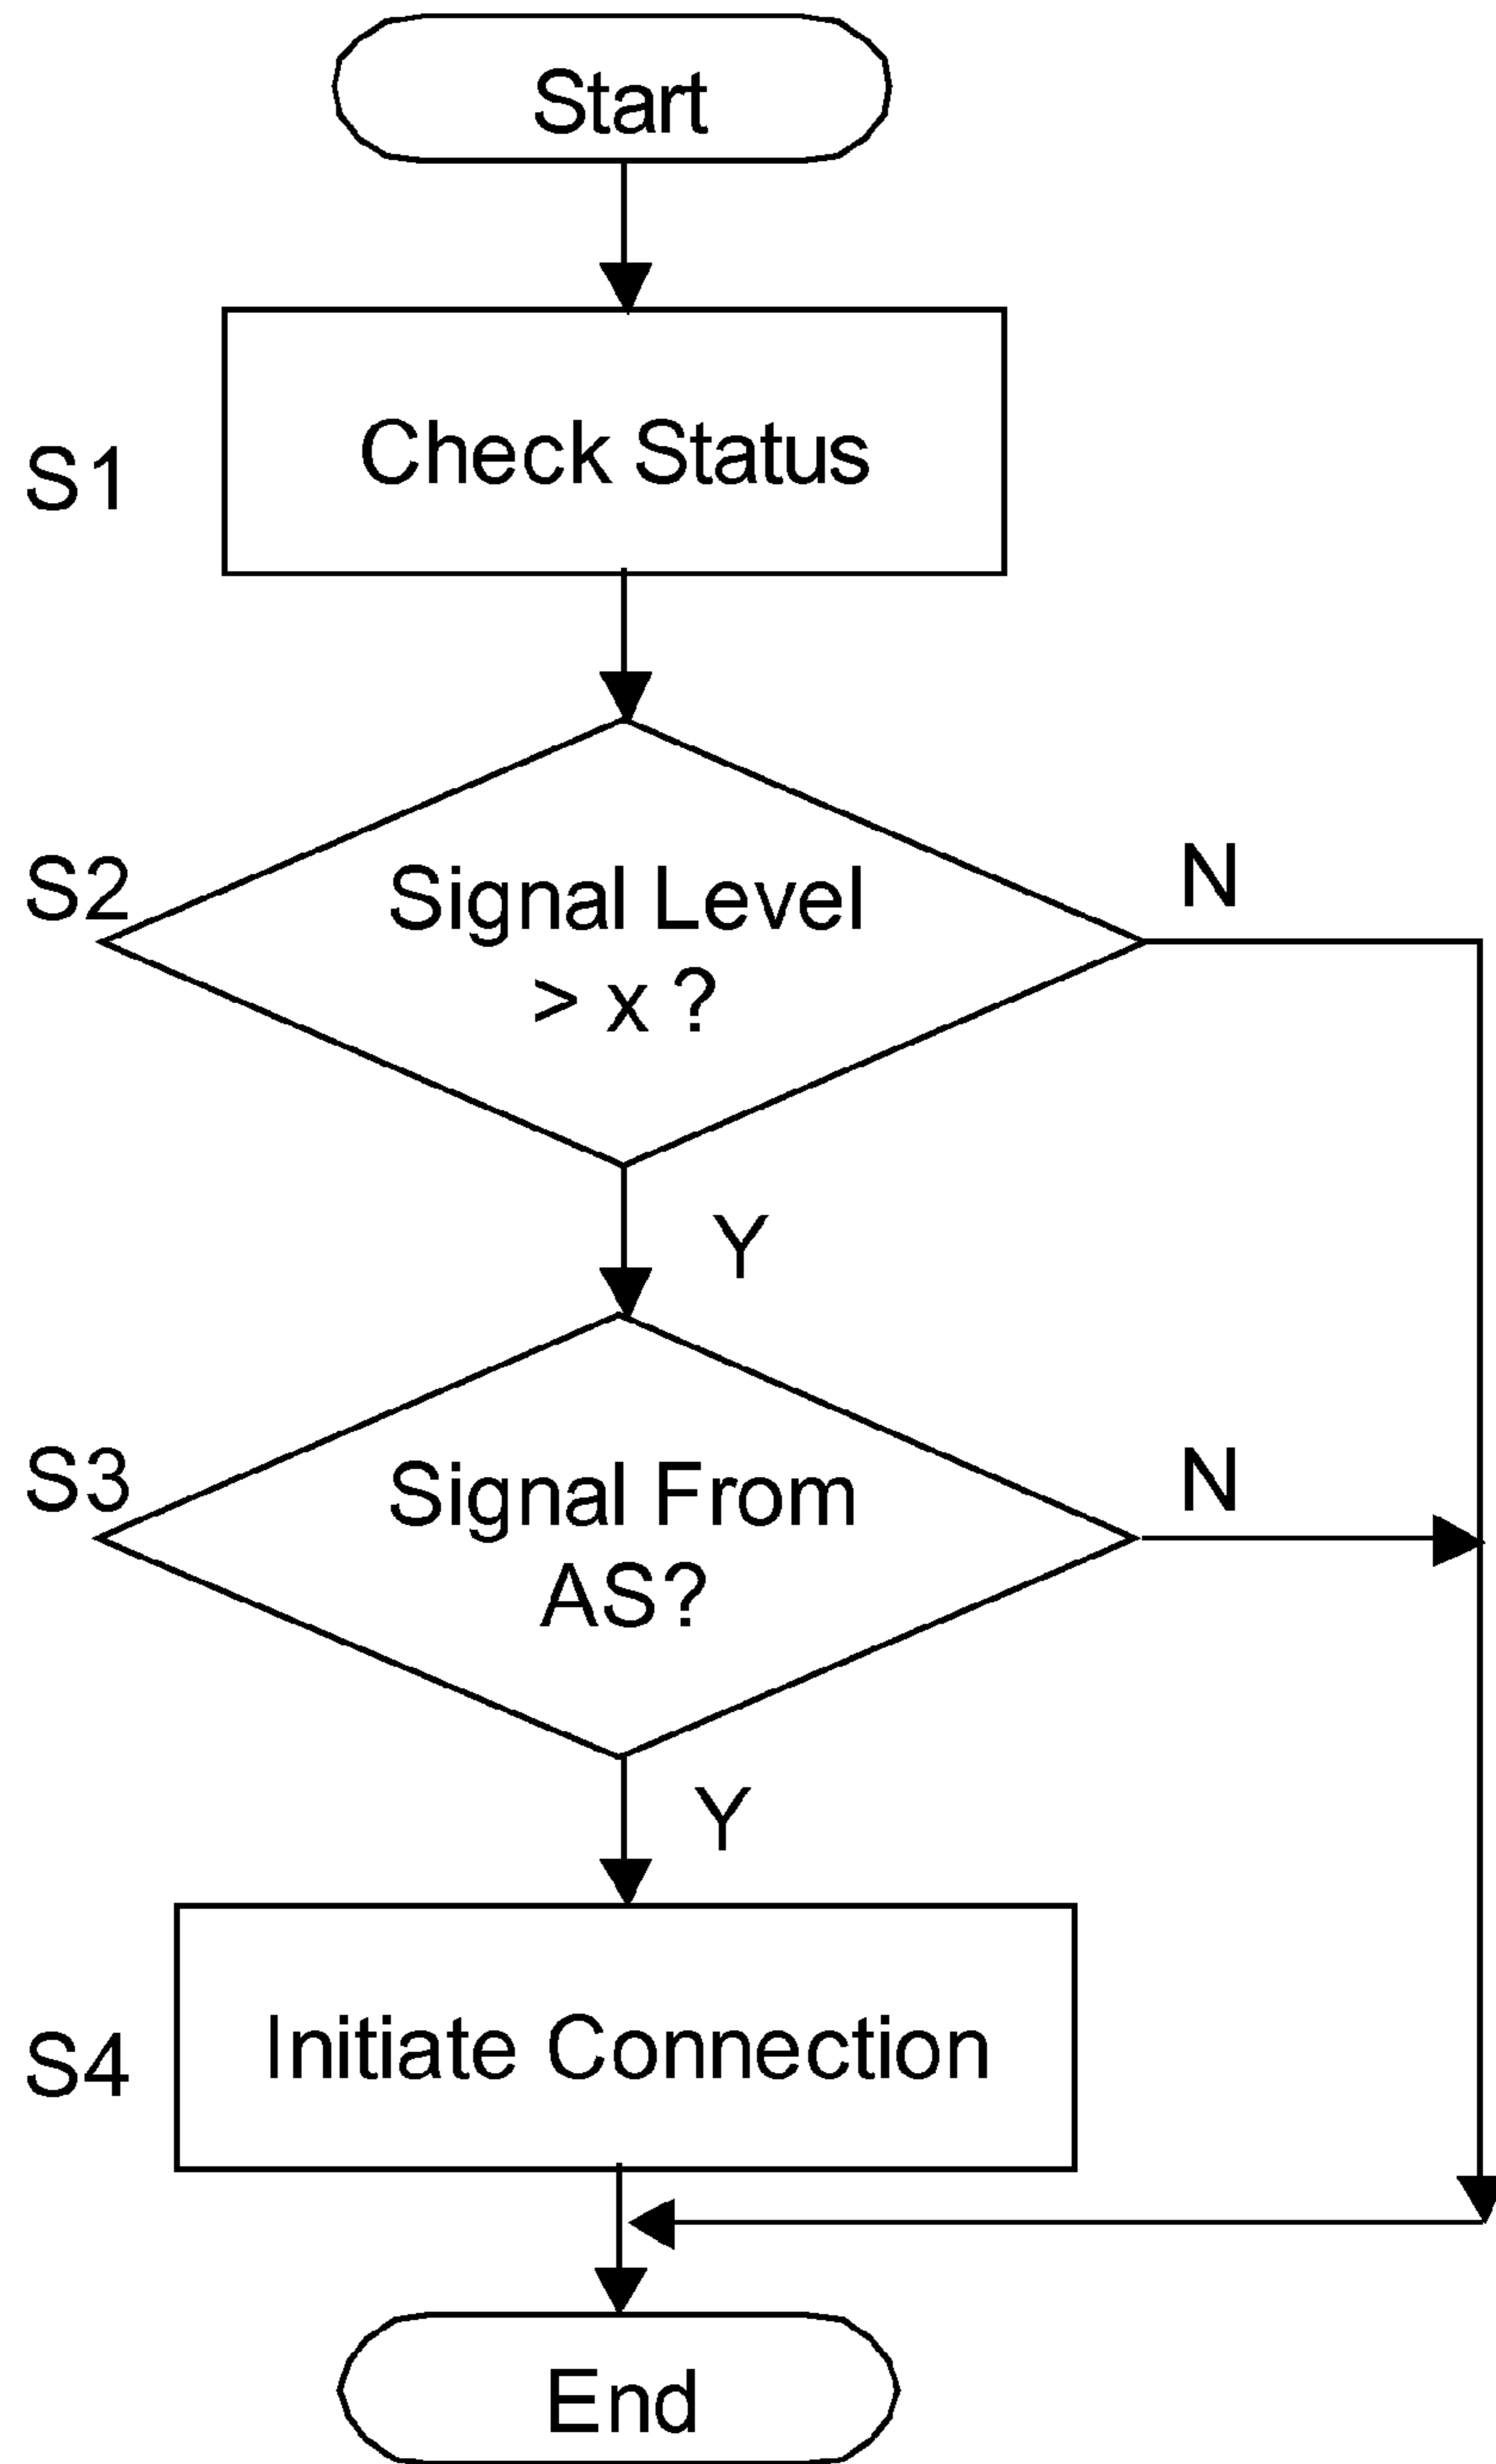 Start
S1
Check Status
S2
Signal Level
> x ?
N
Y
S3
Signal From
AS?
N
Y
S4
Initiate Connection
End